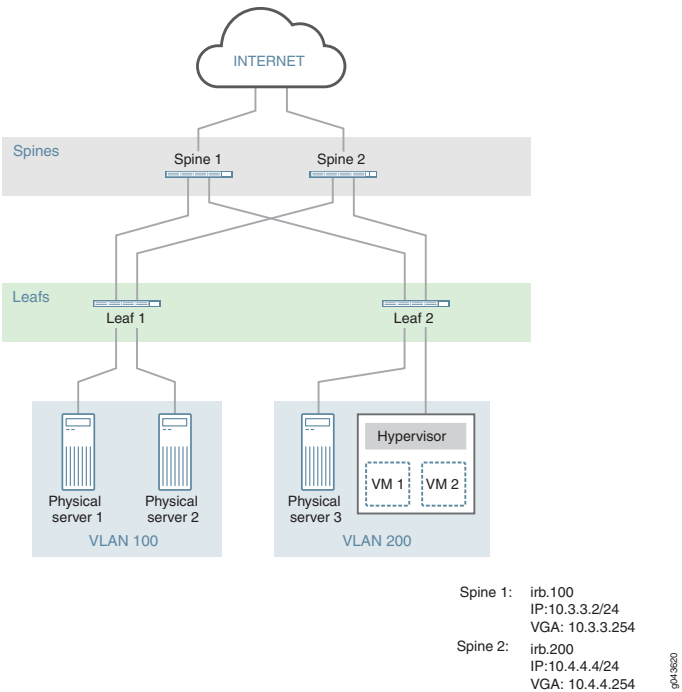 INTERNET
Spines
Spine 1
Spine 2
Leafs
Leaf 1
Leaf 2
Hypervisor
VM 1
VM 2
Physical
server 1
Physical
server 2
Physical
server 3
VLAN 100
VLAN 200
Spine 1: irb.100
IP:10.3.3.2/24
VGA: 10.3.3.254
Spine 2: irb.200
IP:10.4.4.4/24
VGA: 10.4.4.254
g043620